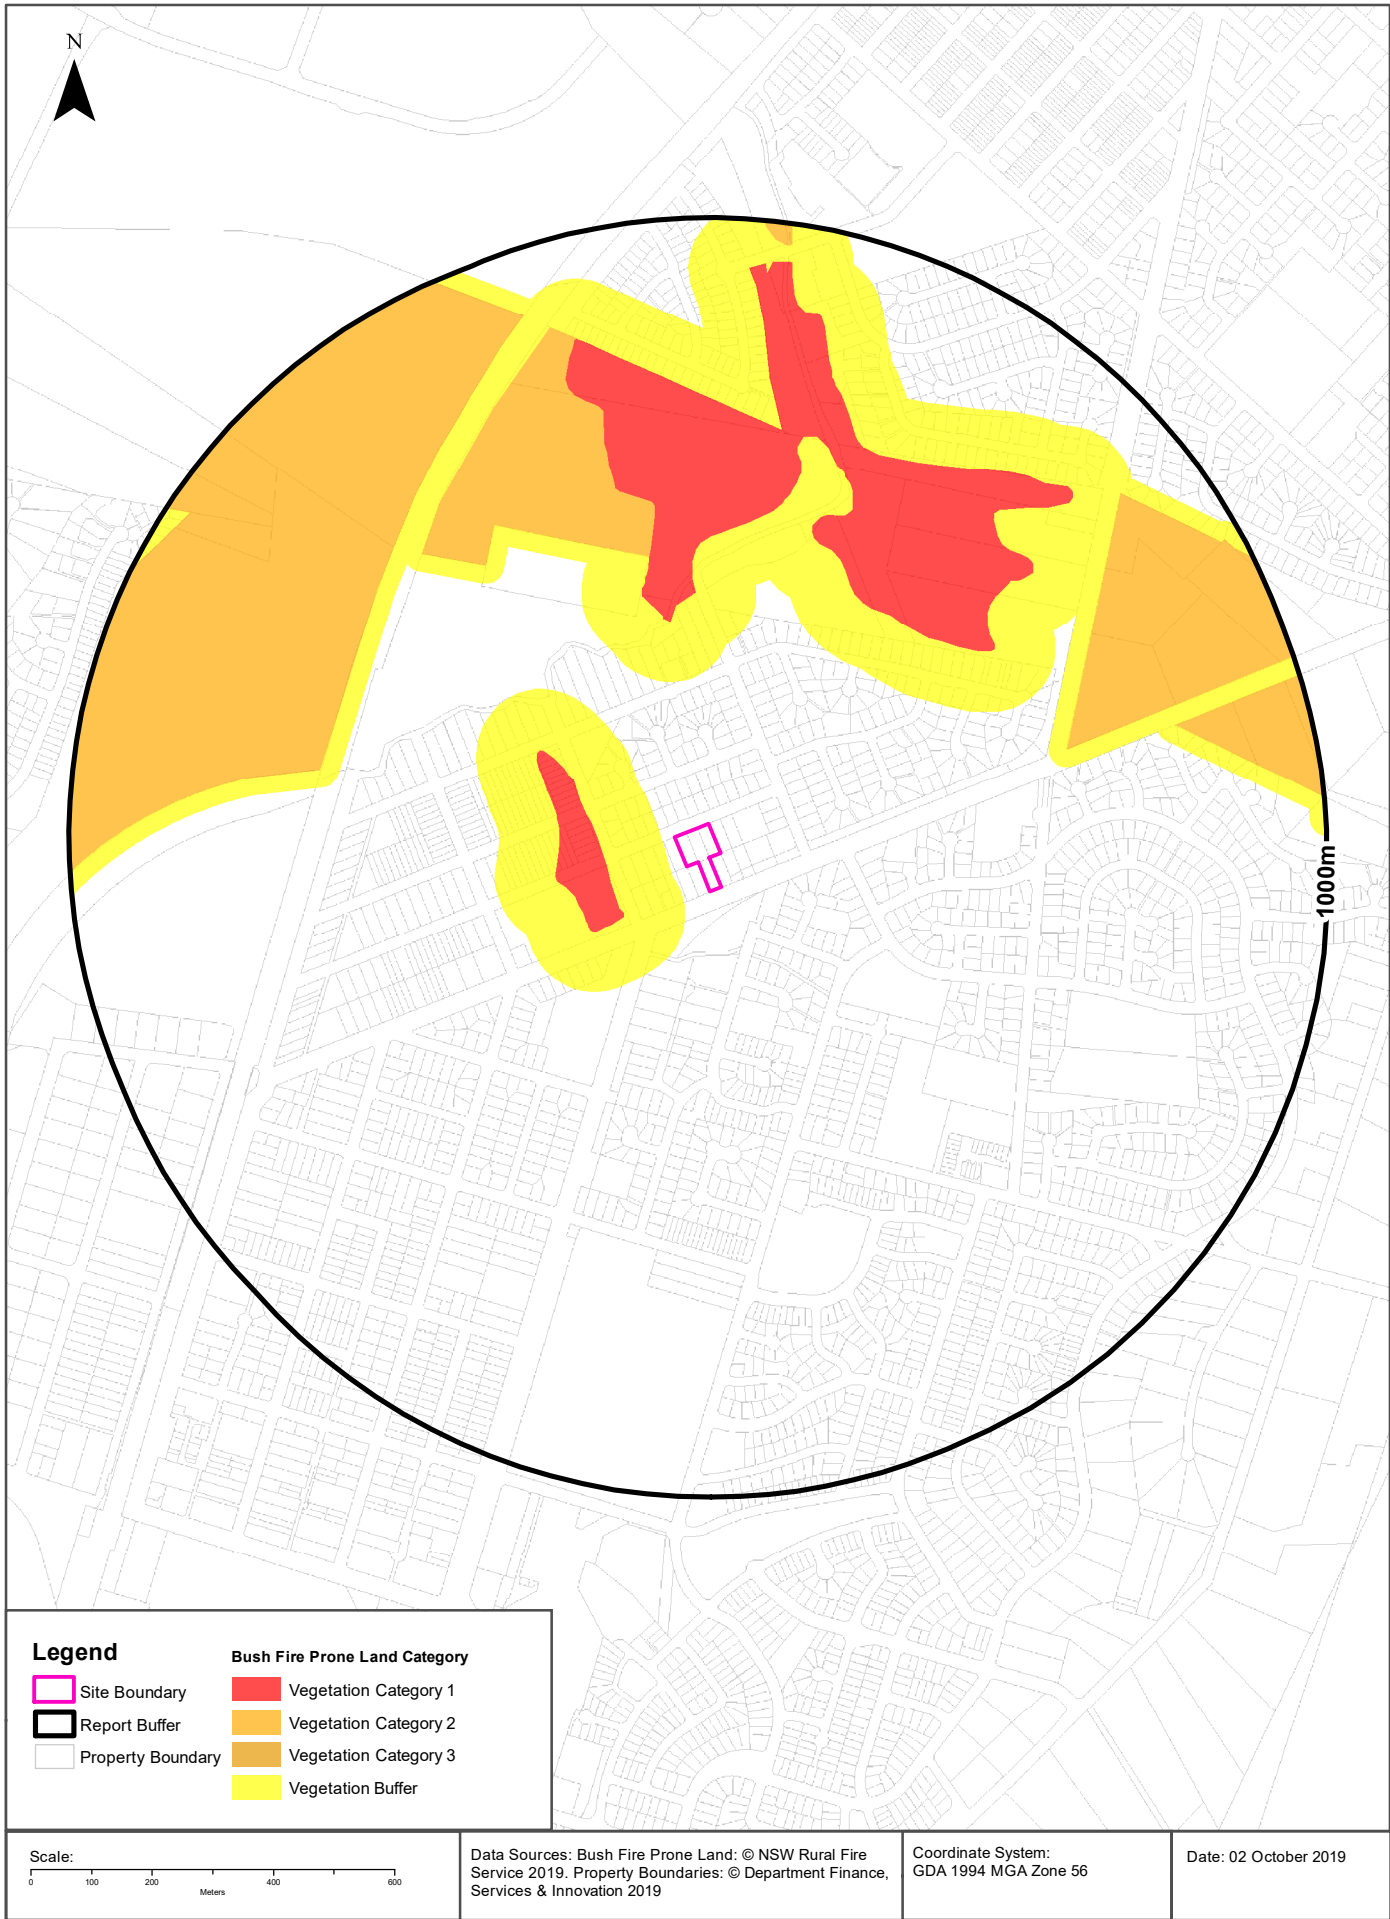 N
1000m
Legend
Site Boundary
Report Buffer
Property Boundary
Bush Fire Prone Land Category
Vegetation Category 1
Vegetation Category 2
Vegetation Category 3
Vegetation Buffer
Scale:
0 100 200 400 600
Meters
Data Sources: Bush Fire Prone Land: © NSW Rural Fire
Service 2019. Property Boundaries: © Department Finance,
Services & Innovation 2019
Coordinate System:
GDA 1994 MGA Zone 56
Date: 02 October 2019